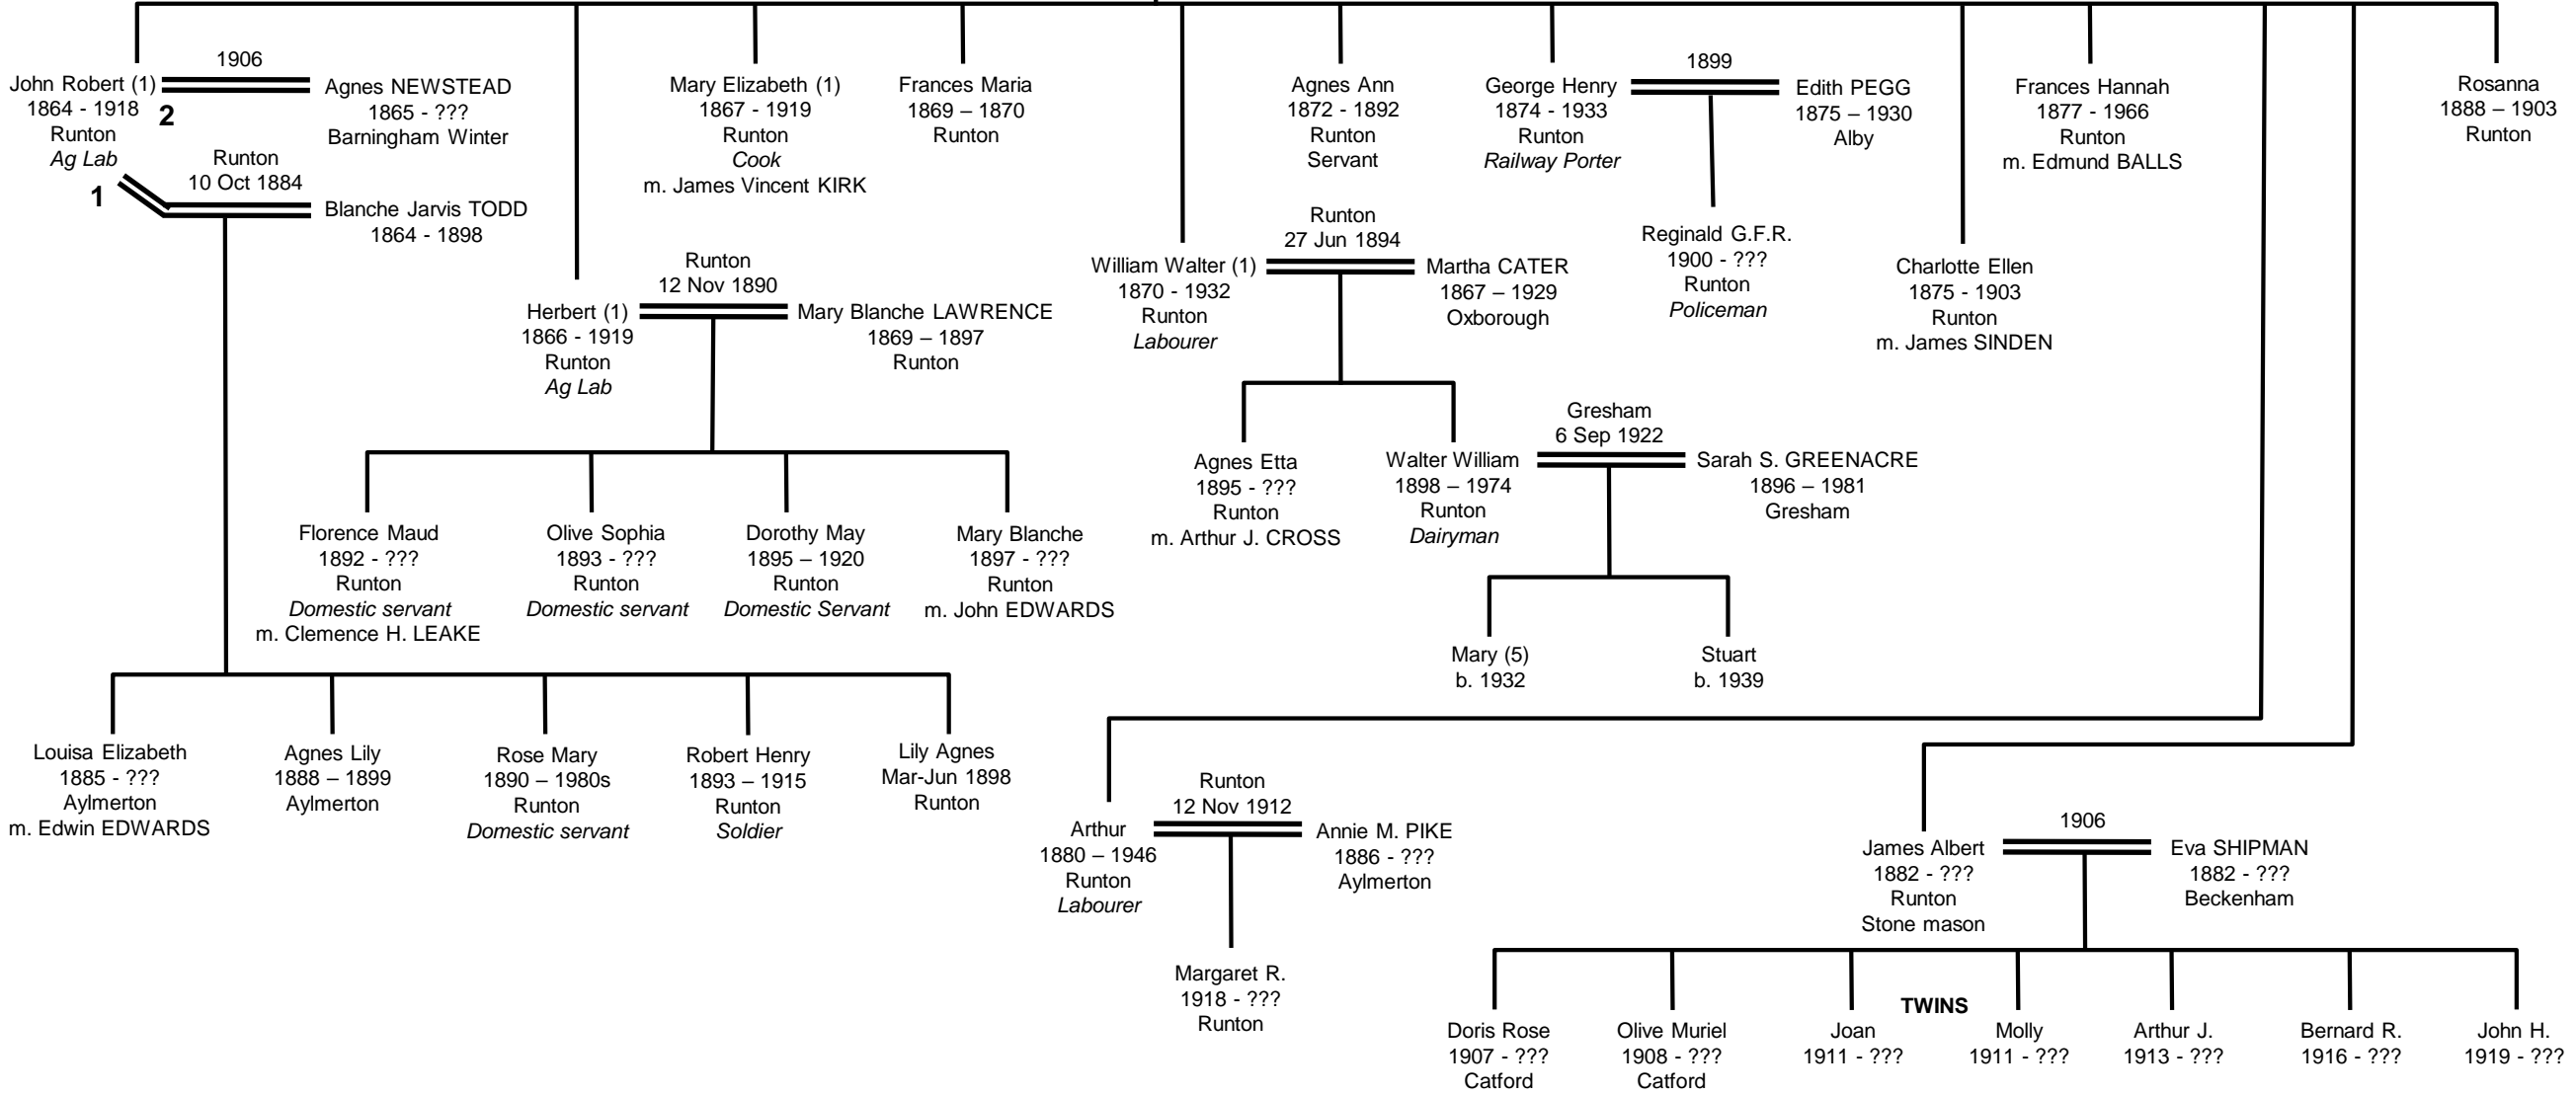 John Robert (1)
1864 - 1918
Runton
Ag Lab
1906
2
Agnes NEWSTEAD
1865 - ???
Barningham Winter
1
Runton
10 Oct 1884
Blanche Jarvis TODD
1864 - 1898
Herbert (1)
1866 - 1919
Runton
Ag Lab
Runton
12 Nov 1890
Mary Blanche LAWRENCE
1869 – 1897
Runton
Mary Elizabeth (1)
1867 - 1919
Runton
Cook
m. James Vincent KIRK
Frances Maria
1869 – 1870
Runton
William Walter (1)
1870 - 1932
Runton
Labourer
Runton
27 Jun 1894
Martha CATER
1867 – 1929
Oxborough
Agnes Ann
1872 - 1892
Runton
Servant
George Henry
1874 - 1933
Runton
Railway Porter
1899
Edith PEGG
1875 – 1930
Alby
Reginald G.F.R.
1900 - ???
Runton
Policeman
Charlotte Ellen
1875 - 1903
Runton
m. James SINDEN
Frances Hannah
1877 - 1966
Runton
m. Edmund BALLS
Rosanna
1888 – 1903
Runton
Florence Maud
1892 - ???
Runton
Domestic servant
m. Clemence H. LEAKE
Olive Sophia
1893 - ???
Runton
Domestic servant
Dorothy May
1895 – 1920
Runton
Domestic Servant
Mary Blanche
1897 - ???
Runton
m. John EDWARDS
Agnes Etta
1895 - ???
Runton
m. Arthur J. CROSS
Walter William
1898 – 1974
Runton
Dairyman
Gresham
6 Sep 1922
Sarah S. GREENACRE
1896 – 1981
Gresham
Mary (5)
b. 1932
Stuart
b. 1939
Louisa Elizabeth
1885 - ???
Aylmerton
m. Edwin EDWARDS
Agnes Lily
1888 – 1899
Aylmerton
Rose Mary
1890 – 1980s
Runton
Domestic servant
Robert Henry
1893 – 1915
Runton
Soldier
Lily Agnes
Mar-Jun 1898
Runton
Arthur
1880 – 1946
Runton
Labourer
Runton
12 Nov 1912
Annie M. PIKE
1886 - ???
Aylmerton
Margaret R.
1918 - ???
Runton
James Albert
1882 - ???
Runton
Stone mason
1906
Eva SHIPMAN
1882 - ???
Beckenham
Doris Rose
1907 - ???
Catford
Olive Muriel
1908 - ???
Catford
TWINS
Joan
1911 - ???
Molly
1911 - ???
Arthur J.
1913 - ???
Bernard R.
1916 - ???
John H.
1919 - ???